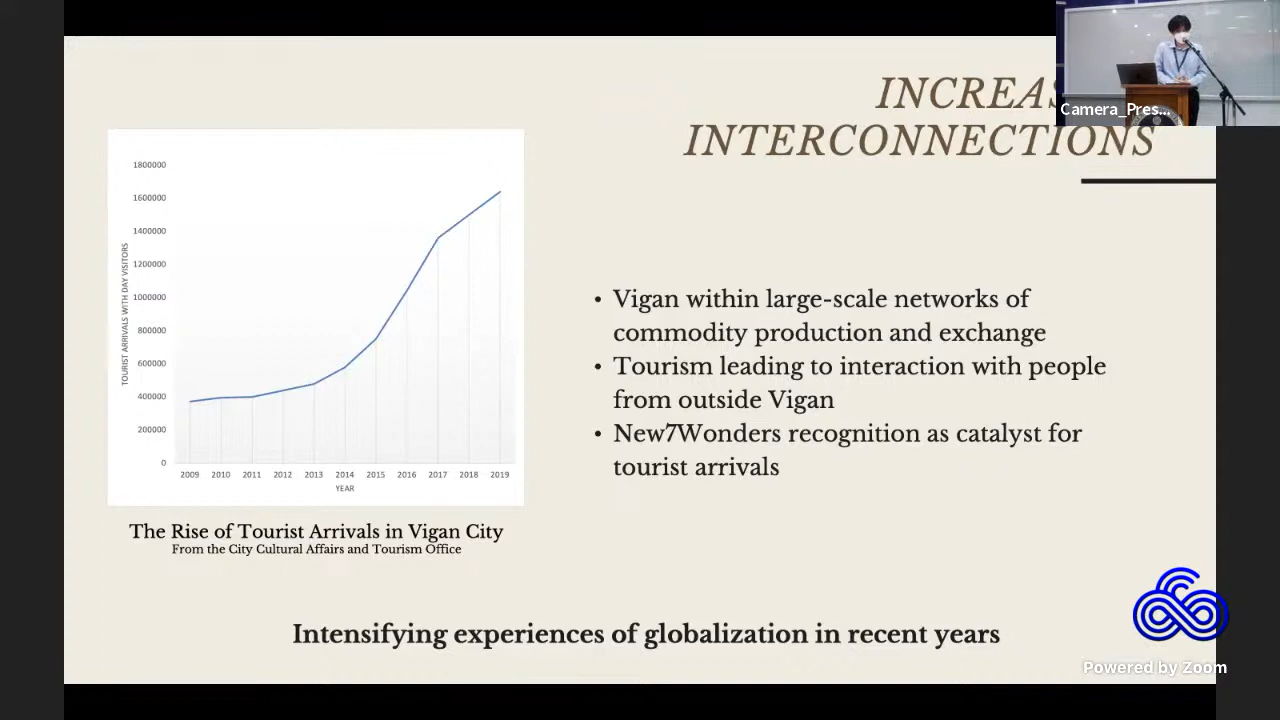 INCREAS
INTERCONNECTIONS
Camera_Pres...
1800000
1600000
1400000
1200000
1000000
800000
600000
400000
200000
0
TOURIST ARRIVALS WITH DAY VISITORS
2009 2010 2011 2012 2013 2014 2015 2016 2017 2018 2019
YEAR
The Rise of Tourist Arrivals in Vigan City
From the City Cultural Affairs and Tourism Office
• Vigan within large-scale networks of
commodity production and exchange
• Tourism leading to interaction with people
from outside Vigan
• New7Wonders recognition as catalyst for
tourist arrivals
Intensifying experiences of globalization in recent years
Powered by Zoom